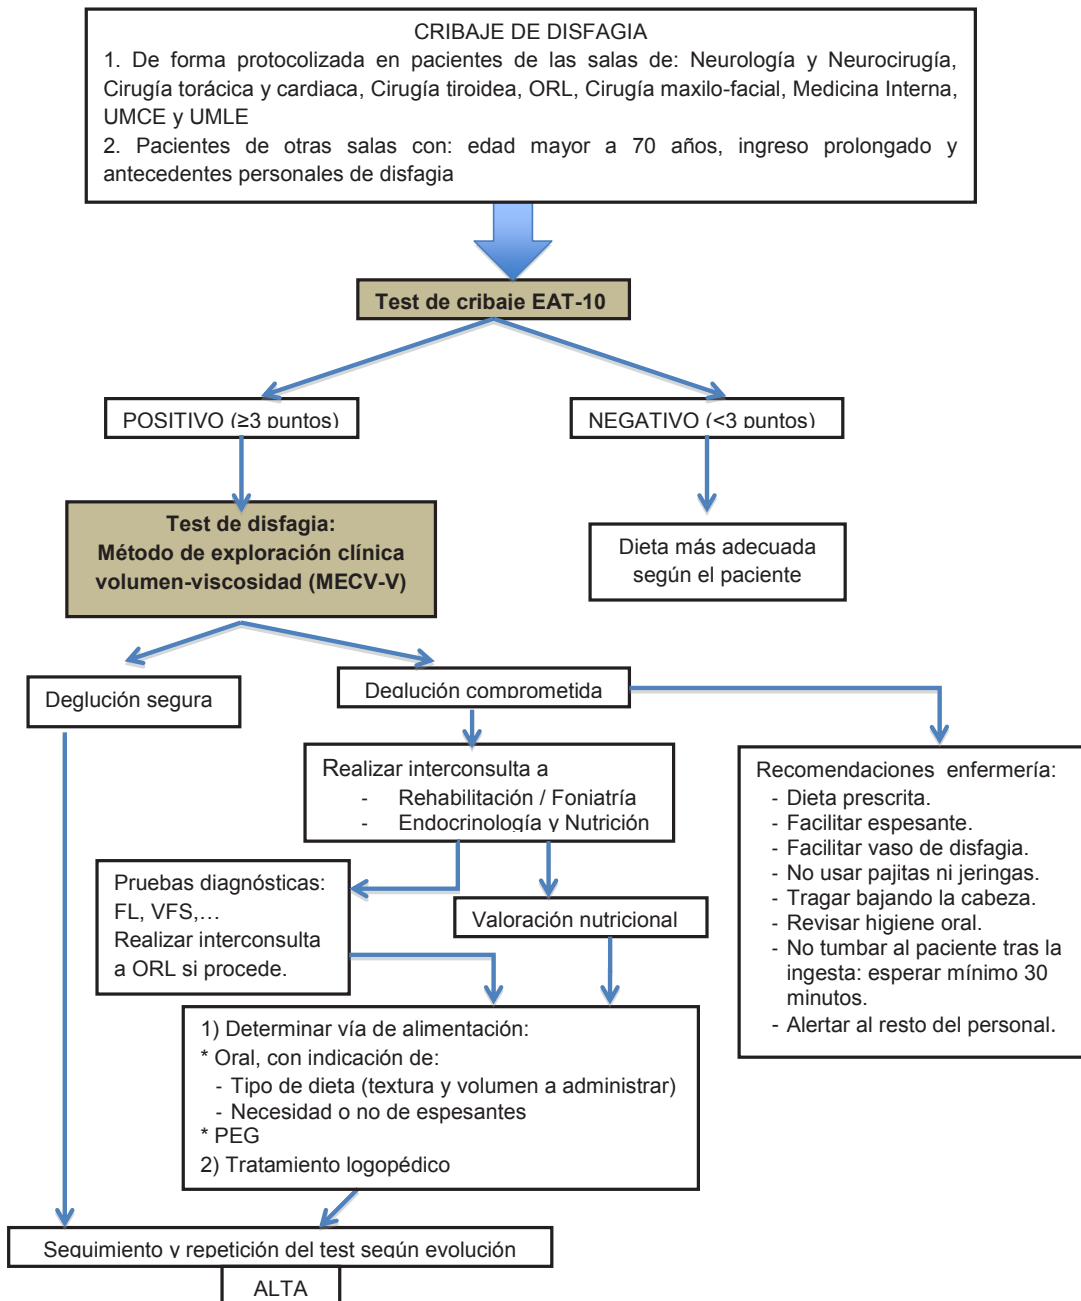 CRIBAJE DE DISFAGIA
1. De forma protocolizada en pacientes de las salas de: Neurología y Neurocirugía,
Cirugía torácica y cardiaca, Cirugía tiroidea, ORL, Cirugía maxilo-facial, Medicina Interna,
UMCE y UMLE
2. Pacientes de otras salas con: edad mayor a 70 años, ingreso prolongado y
antecedentes personales de disfagia
Test de cribaje EAT-10
POSITIVO (≥3 puntos)
NEGATIVO (<3 puntos)
Test de disfagia:
Método de exploración clínica
volumen-viscosidad (MECV-V)
Dieta más adecuada
según el paciente
Deglución segura
Deglución comprometida
Realizar interconsulta a
- Rehabilitación / Foniatría
- Endocrinología y Nutrición
Recomendaciones enfermería:
- Dieta prescrita.
- Facilitar espesante.
- Facilitar vaso de disfagia.
- No usar pajitas ni jeringas.
- Tragar bajando la cabeza.
- Revisar higiene oral.
- No tumbar al paciente tras la
ingesta: esperar mínimo 30
minutos.
- Alertar al resto del personal.
Pruebas diagnósticas:
FL, VFS,...
Realizar interconsulta
a ORL si procede.
Valoración nutricional
1) Determinar vía de alimentación:
* Oral, con indicación de:
- Tipo de dieta (textura y volumen a administrar)
- Necesidad o no de espesantes
* PEG
2) Tratamiento logopédico
Seguimiento y repetición del test según evolución
ALTA